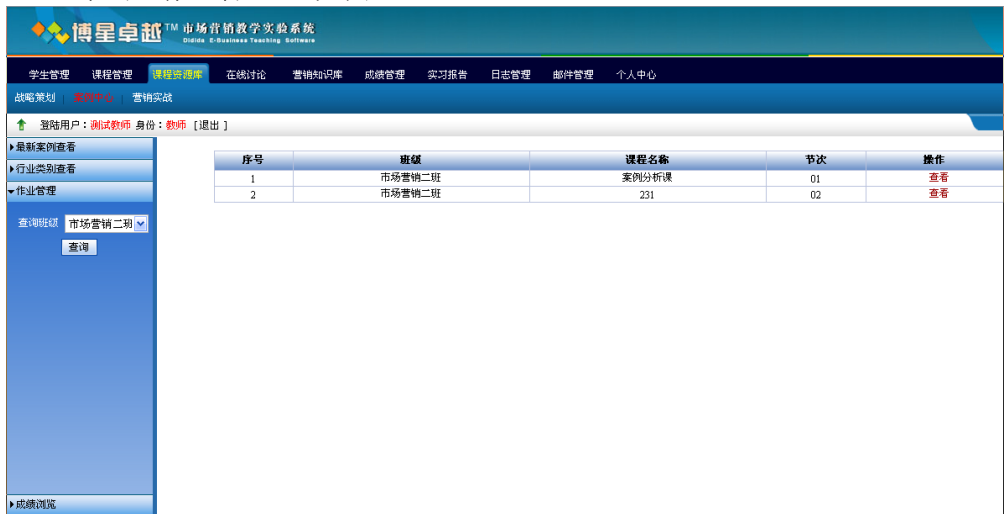 博星卓越™ 市场营销教学实验系统
Didida E-Business Teaching Software
学生管理 课程管理 课程资源库 在线讨论 营销知识库 成绩管理 实习报告 日志管理 邮件管理 个人中心
战略策划 | 案例中心 | 营销实战
登陆用户：测试教师 身份：教师 [退出 ]
最新案例查看
行业类别查看
作业管理
查询班级 市场营销二班
查询
成绩浏览
序号 班级 课程名称 节次 操作
1 市场营销二班 案例分析课 01 查看
2 市场营销二班 231 02 查看